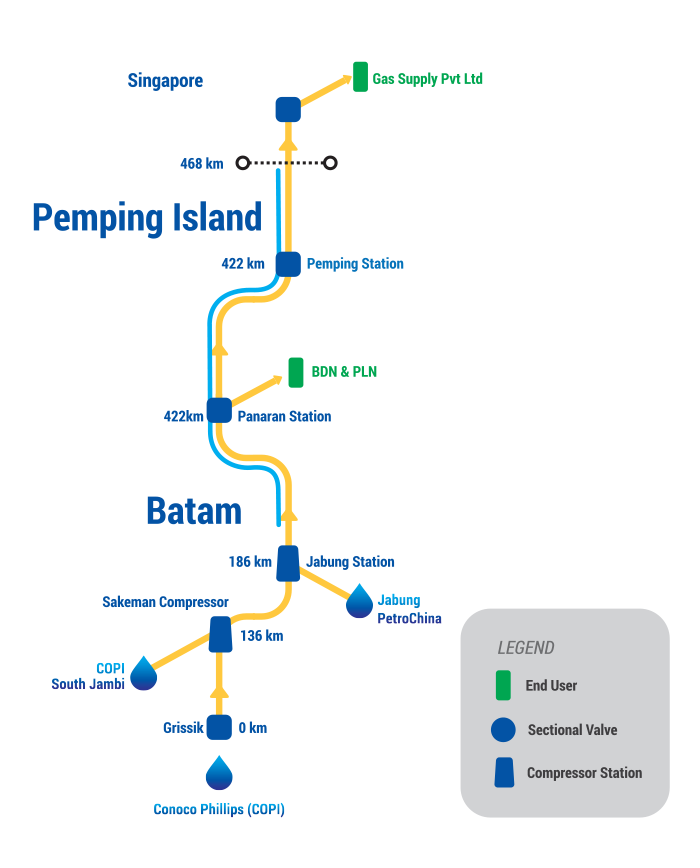 Singapore
Gas Supply Pvt Ltd
468 km
Pemping Island
422 km
Pemping Station
BDN & PLN
422km
Panaran Station
Batam
186 km
Jabung Station
Sakeman Compressor
Jabung
PetroChina
136 km
COPI
South Jambi
Grissik
0 km
Conoco Phillips (COPI)
LEGEND
End User
Sectional Valve
Compressor Station